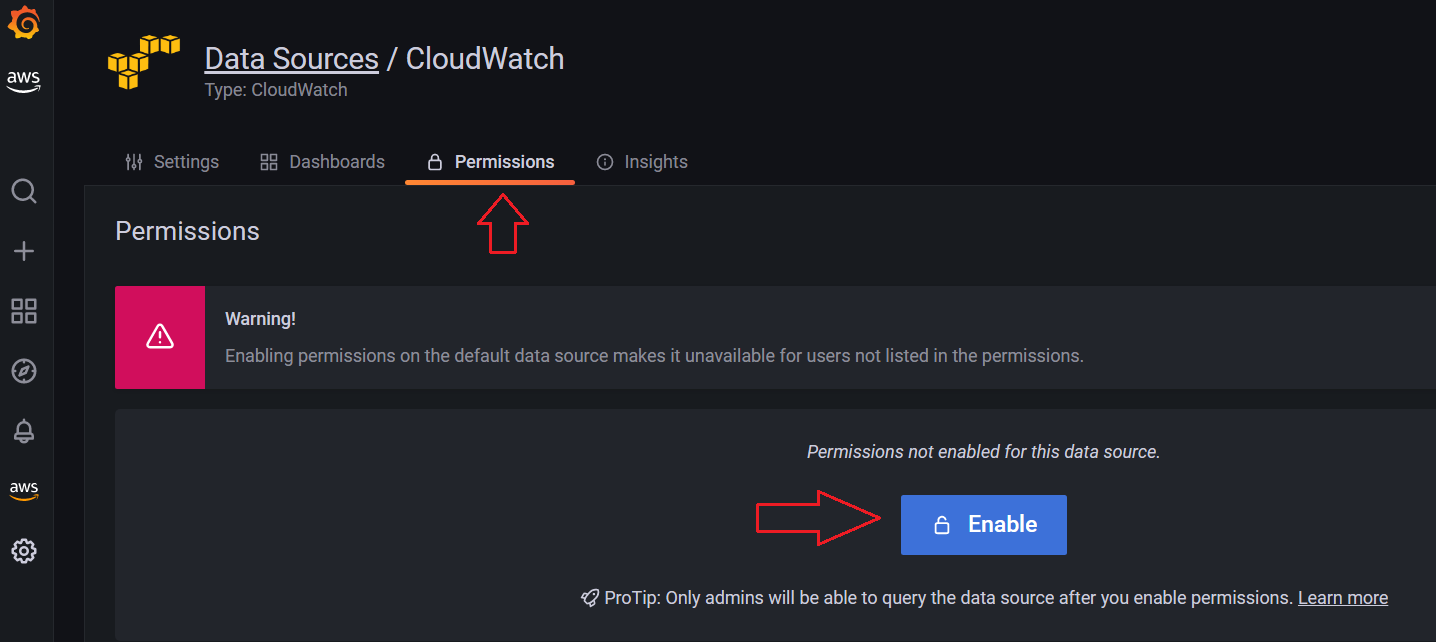 aws
Data Sources / CloudWatch
Type: CloudWatch
Settings Dashboards Permissions Insights
Permissions
Warning!
Enabling permissions on the default data source makes it unavailable for users not listed in the permissions.
Permissions not enabled for this data source.
aws
Enable
ProTip: Only admins will be able to query the data source after you enable permissions. Learn more